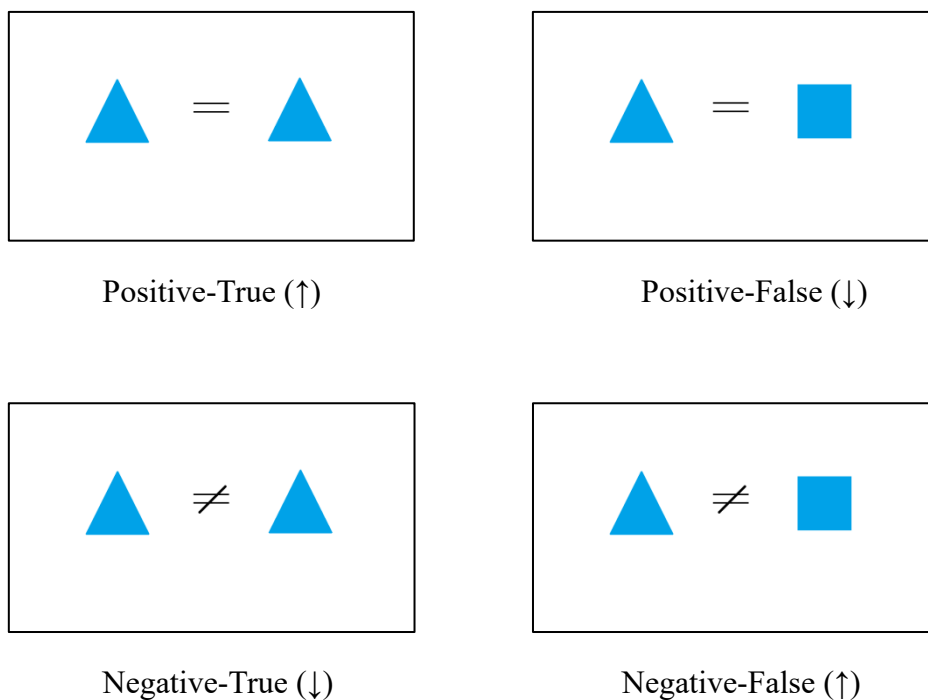 =
=
Positive-True (↑)
Positive-False (↓)
≠
≠
Negative-True (↓)
Negative-False (↑)